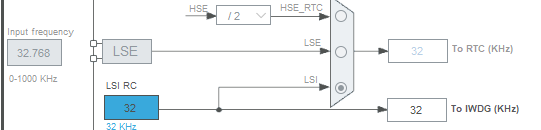 HSE
/ 2
HSE_RTC
Input frequency
32.768
0-1000 KHz
LSE
LSE
32
To RTC (KHz)
LSI RC
LSI
32
32 KHz
32
To IWDG (KHz)